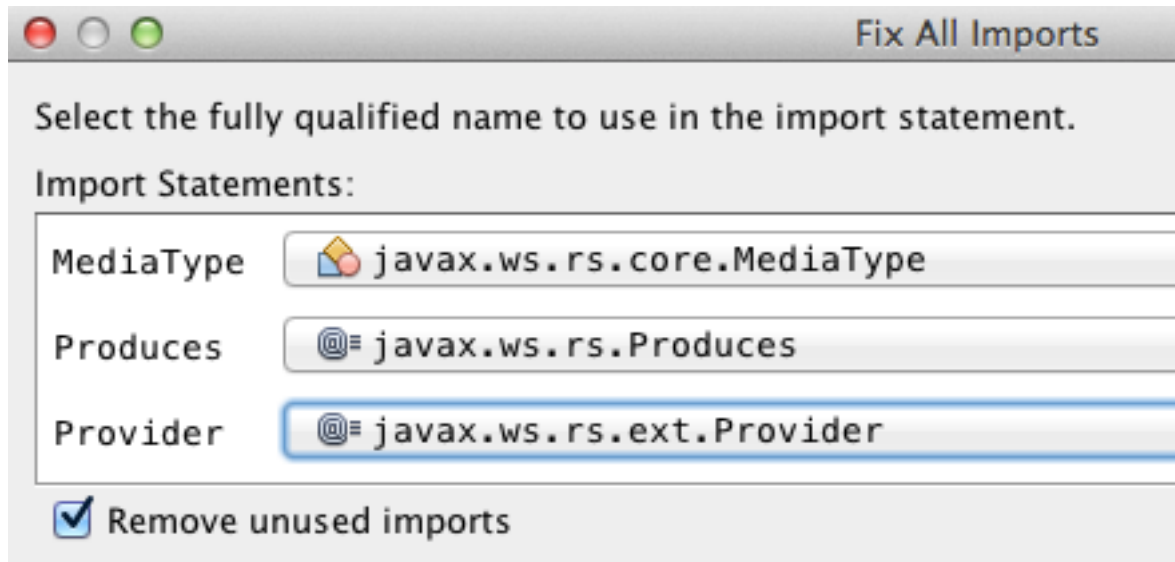 Fix All Imports
Select the fully qualified name to use in the import statement.
Import Statements:
MediaType javax.ws.rs.core.MediaType
Produces javax.ws.rs.Produces
Provider javax.ws.rs.ext.Provider
Remove unused imports